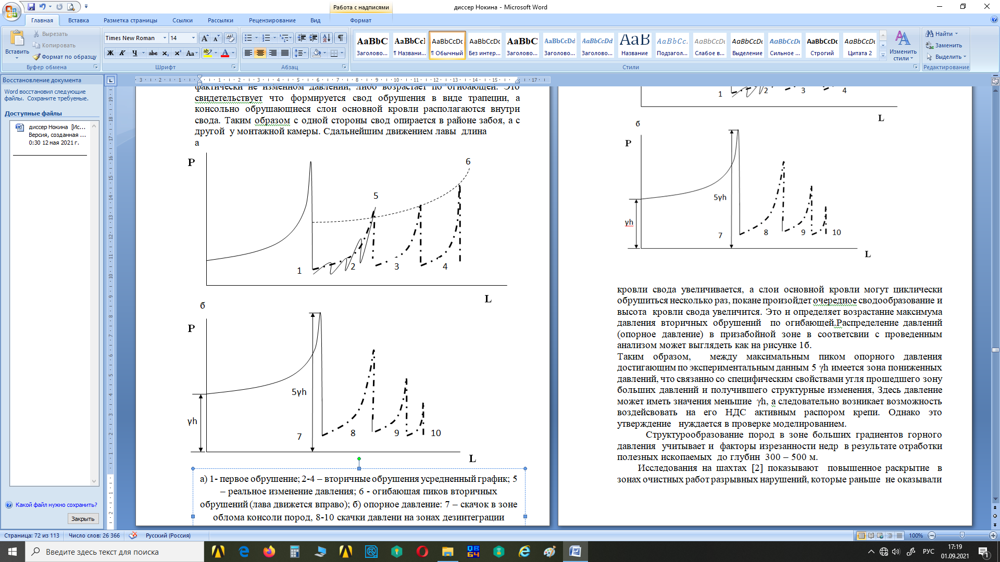 диссер Нокина - Microsoft Word
Работа с надписями
Главная
Вставка
Разметка страницы
Ссылки
Рассылки
Рецензирование
Вид
Формат
Вставить
Вырезать
Копировать
Формат по образцу
Буфер обмена
Times New Roman
14
Ж К Ч abc x₂ x² Aa
Шрифт
Абзац
AaBbC AaBbCcI AaBbCcDc AaBbCcDc AaBbC AaBbCcDd AaBbCcDd АаВ AaBbCc. AaBbCcDc AaBbCcDc AaBbCcDc AaBbCcDc AaBbCcDc
Заголово... ¶ Названи... ¶ Обычный Без интер... Заголово... Заголово... Заголово... Название Подзагол... Слабое в... Выделение Сильное ... Строгий Цитата 2
Изменить стили
Стили
Найти
Заменить
Выделить
Редактирование
Восстановление документа
Word восстановил следующие
файлы. Сохраните требуемые.
Доступные файлы
диссер Нокина [Ис...
Версия, созданная ...
0:30 12 мая 2021 г.
Какой файл нужно сохранить?
Закрыть
фактически не изменном давлении, либо возрастает по огибающей. Это
свидетельствует что формируется свод обрушения в виде трапеции, а
консольно обрушающиеся слои основной кровли располагаются внутри
свода. Таким образом с одной стороны свод опирается в районе забоя, а с
другой у монтажной камеры. Сдальнейшим движением лавы длина
а
P
6
5
1
2
3
4
L
б
P
5γh
γh
7
8
9
10
L
а) 1- первое обрушение; 2-4 – вторичные обрушения усредненный график; 5
– реальное изменение давления; 6 - огибающая пиков вторичных
обрушений (лава движется вправо); б) опорное давление: 7 – скачок в зоне
облома консоли пород, 8-10 скачки давлени на зонах дезинтеграции
1
2
3
4
L
б
P
5γh
γh
7
8
9
10
L
кровли свода увеличивается, а слои основной кровли могут циклически
обрушиться несколько раз, покане произойдет очередное сводообразование и
высота кровли свода увеличится. Это и определяет возрастание максимума
давления вторичных обрушений по огибающей.Распределение давлений
(опорное давление) в призабойной зоне в соответсвии с проведенным
анализом может выглядеть как на рисунке 1б.
Таким образом, между максимальным пиком опорного давления
достигающим по экспериментальным данным 5 γh имеется зона пониженных
давлений, что связанно со специфическим свойствами угля прошедшего зону
больших давлений и получившего структурные изменения, Здесь давление
может иметь значения меньшие γh, а следовательно возникает возможность
воздейсвовать на его НДС активным распором крепи. Однако это
утверждение нуждается в проверке моделированием.
Структурообразование пород в зоне больших градиентов горного
давления учитывает и факторы изрезанности недр в результате отработки
полезных ископаемых до глубин 300 – 500 м.
Исследования на шахтах [2] показывают повышенное раскрытие в
зонах очистных работ разрывных нарушений, которые раньше не оказывали
Страница: 72 из 113
Число слов: 26 366
Русский (Россия)
100%
Введите здесь текст для поиска
QB
64
РУС
17:19
01.09.2021
1